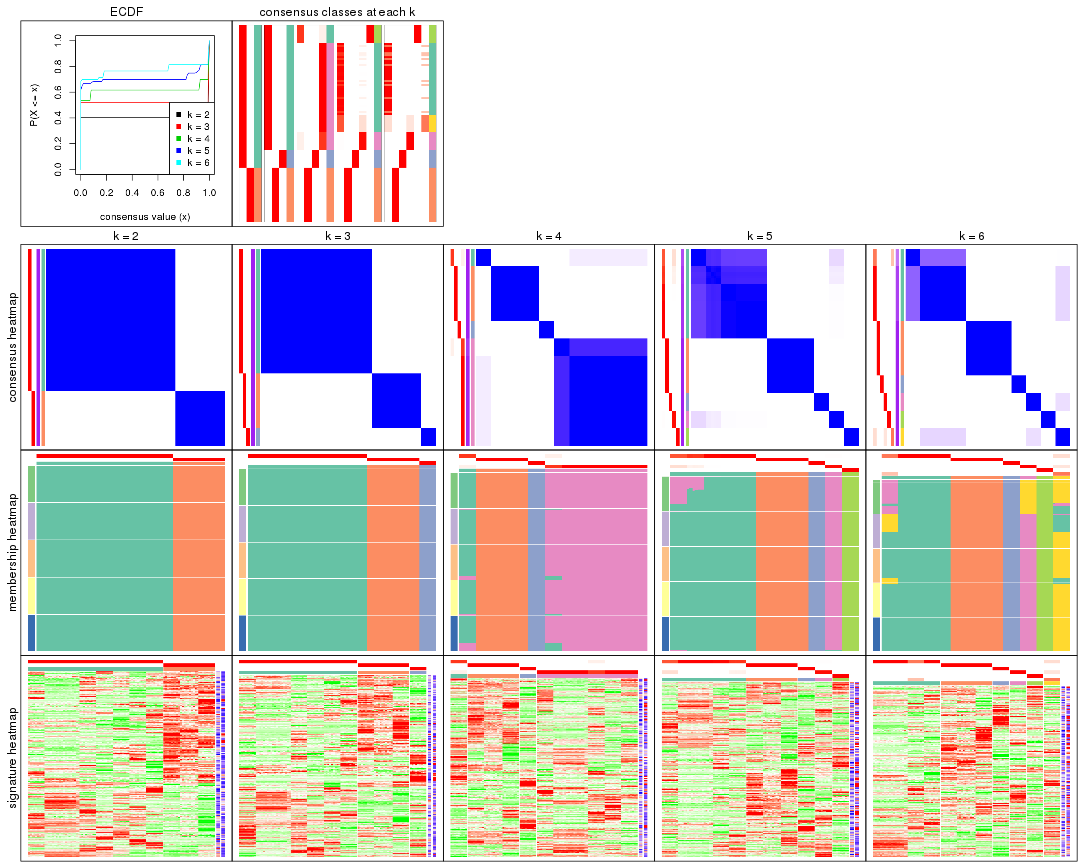 ECDF
consensus classes at each k
P(X <= x)
0.0
0.2
0.4
0.6
0.8
1.0
k = 2
k = 3
k = 4
k = 5
k = 6
0.0 0.2 0.4 0.6 0.8 1.0
consensus value (x)
k = 2
k = 3
k = 4
k = 5
k = 6
consensus heatmap
membership heatmap
signature heatmap